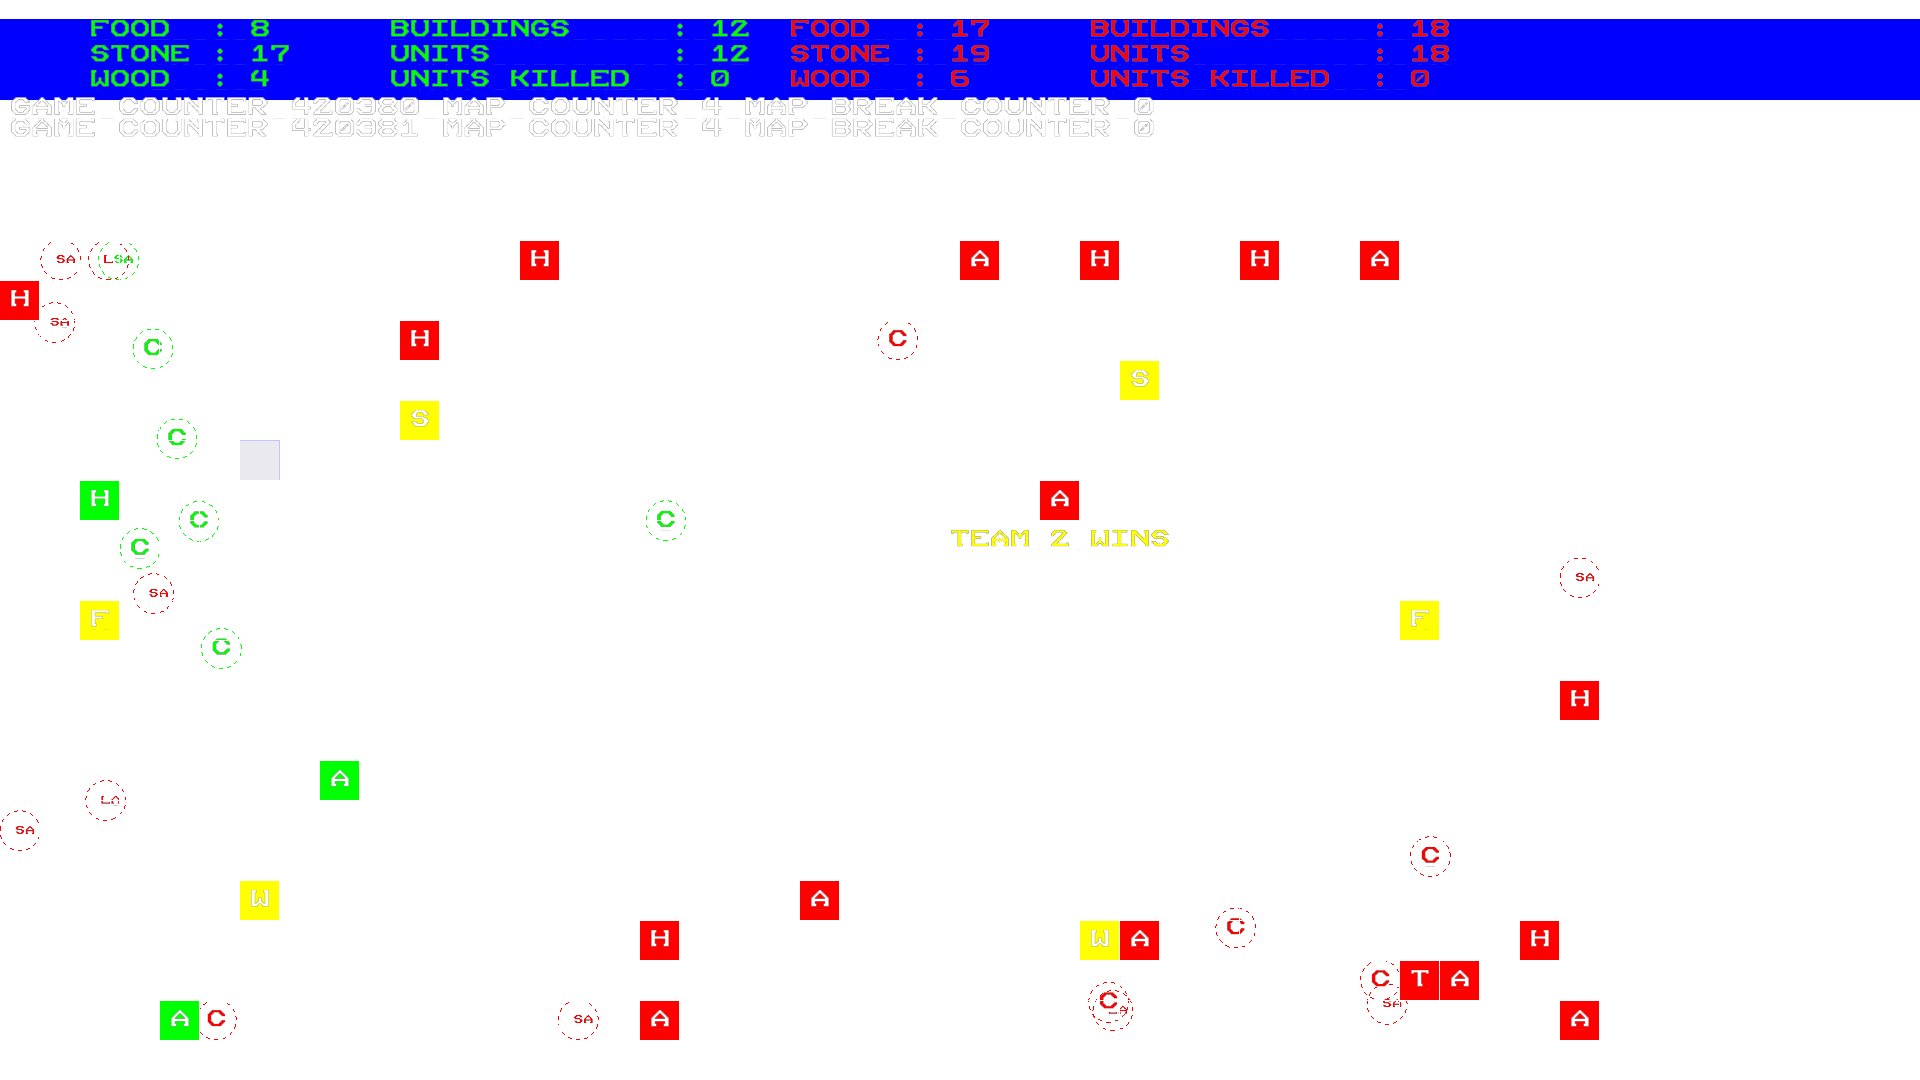 FOOD : 8 BUILDINGS : 12 FOOD : 17 BUILDINGS : 18
STONE : 17 UNITS : 12 STONE : 19 UNITS : 18
WOOD : 4 UNITS KILLED : 0 WOOD : 6 UNITS KILLED : 0
GAME COUNTER 420380 MAP COUNTER 4 MAP BREAK COUNTER 0
GAME COUNTER 420381 MAP COUNTER 4 MAP BREAK COUNTER 0
SA L SA H A H H A
H
SA
C H C
S
S
C
H A
C C
TEAM 2 WINS
C
SA SA
F F
C
H
A
LA
SA
C
W A
C
H W A H
C T A
C SA
A C SA A A